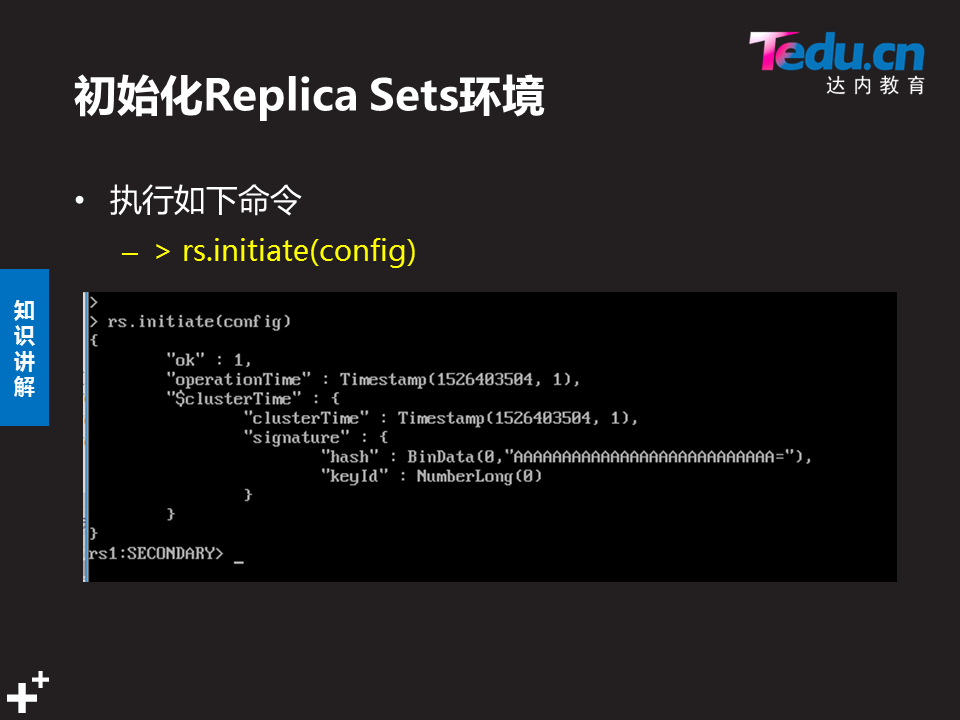 Tedu.cn
达内教育
初始化Replica Sets环境
• 执行如下命令
– > rs.initiate(config)
知识讲解
>
> rs.initiate(config)
{
"ok" : 1,
"operationTime" : Timestamp(1526403504, 1),
"$clusterTime" : {
"clusterTime" : Timestamp(1526403504, 1),
"signature" : {
"hash" : BinData(0,"AAAAAAAAAAAAAAAAAAAAAAAAAAA="),
"keyId" : NumberLong(0)
}
}
}
rs1:SECONDARY> _